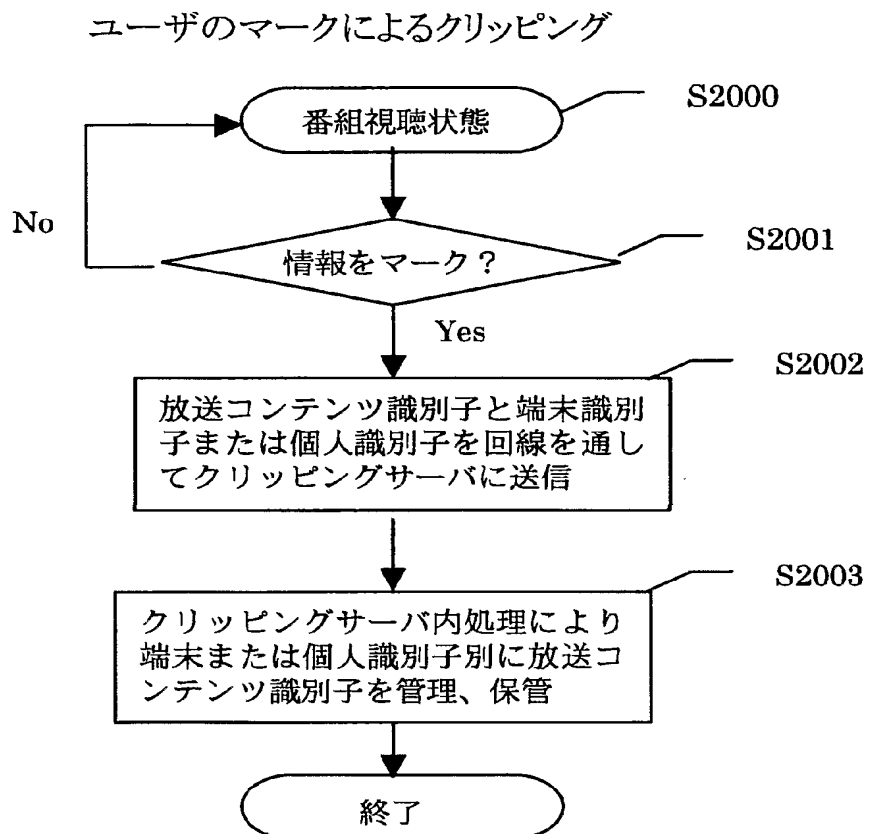 ユーザのマークによるクリッピング
番組視聴状態
S2000
No
情報をマーク？
S2001
Yes
S2002
放送コンテンツ識別子と端末識別
子または個人識別子を回線を通し
てクリッピングサーバに送信
S2003
クリッピングサーバ内処理により
端末または個人識別子別に放送コ
ンテンツ識別子を管理、保管
終了